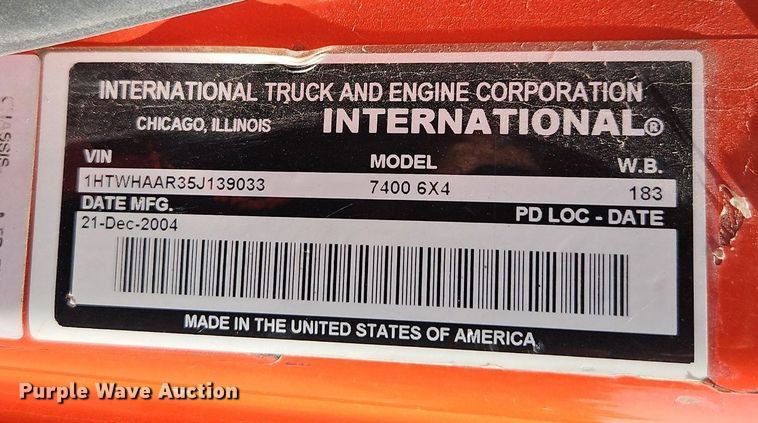 INTERNATIONAL TRUCK AND ENGINE CORPORATION
CHICAGO, ILLINOIS INTERNATIONAL®
VIN MODEL W.B.
1HTWHAAR35J139033 7400 6X4 183
DATE MFG. PD LOC - DATE
21-Dec-2004
MADE IN THE UNITED STATES OF AMERICA
Purple Wave Auction